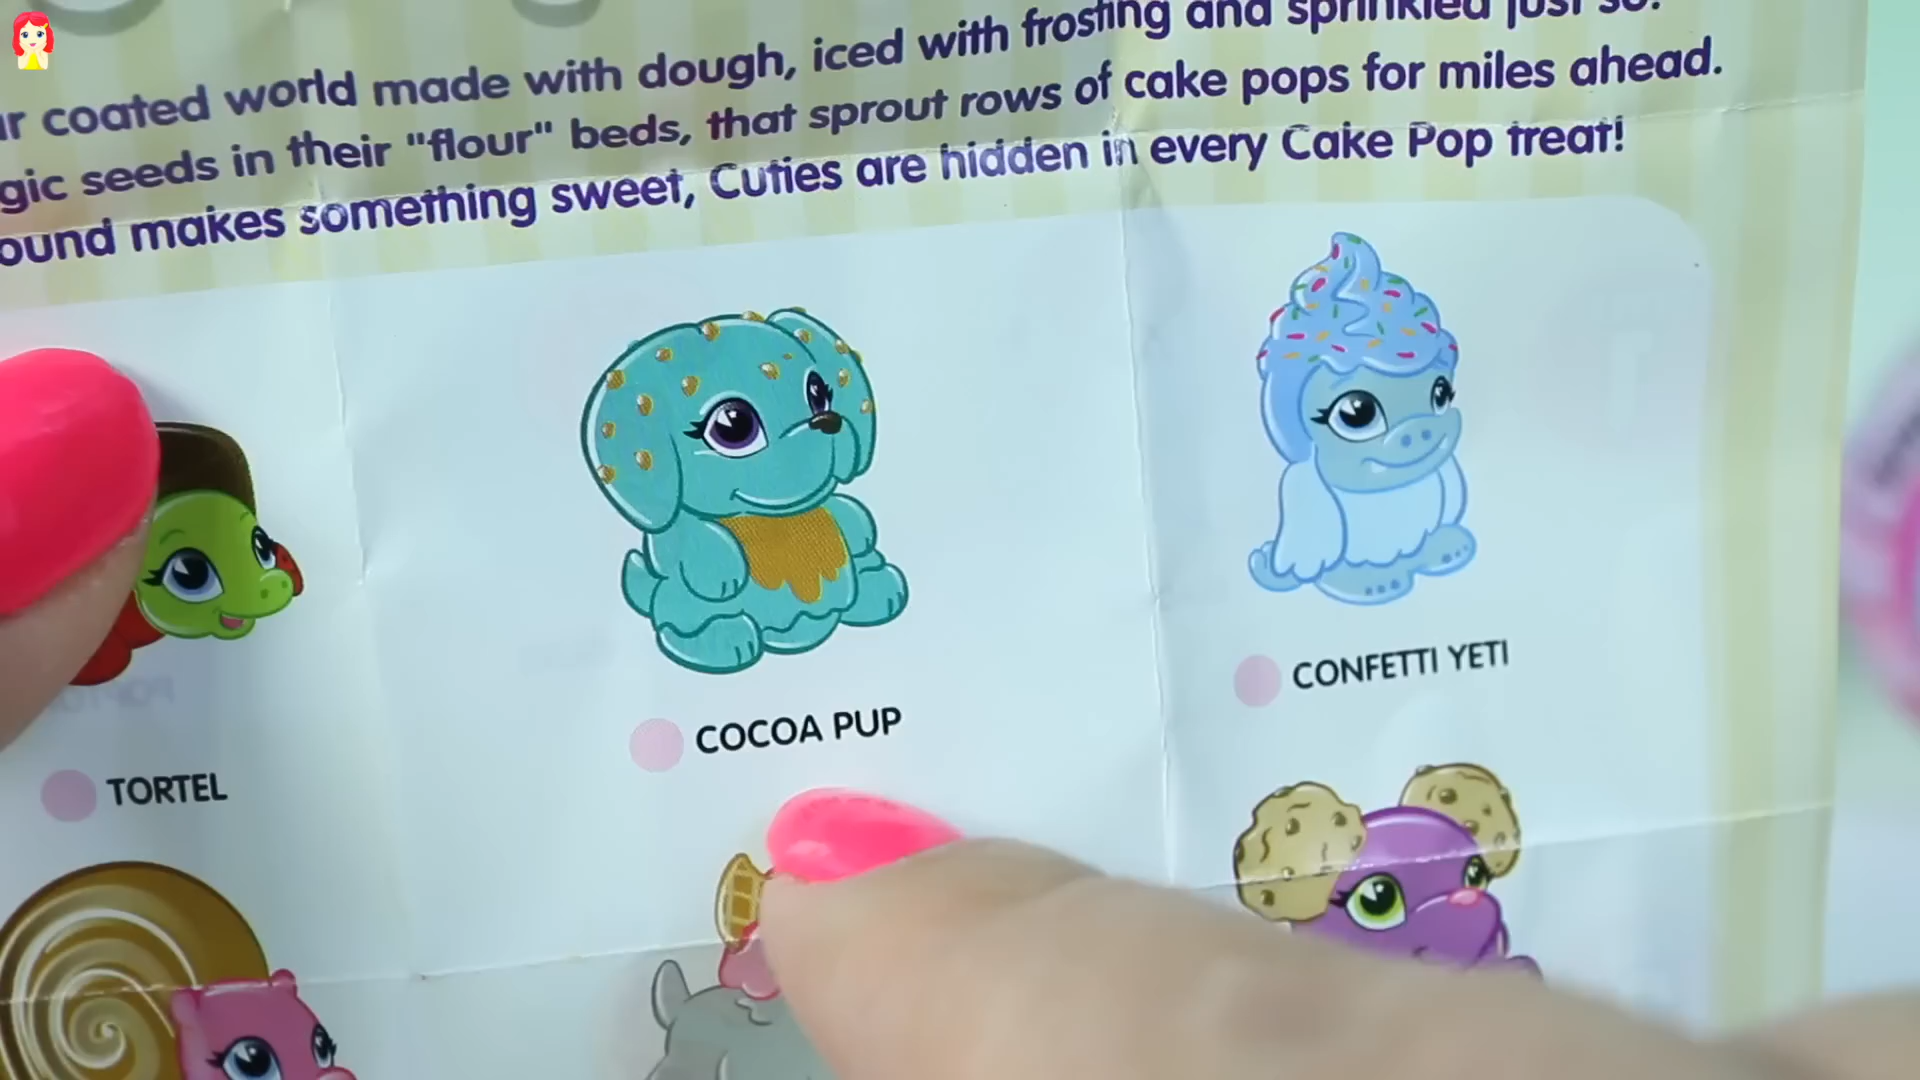 coated world made with dough, iced with frosting and sprinkled just so.
seeds in their "flour" beds, that sprout rows of cake pops for miles ahead.
makes something sweet, Cuties are hidden in every Cake Pop treat!
CONFETTI YETI
COCOA PUP
TORTEL